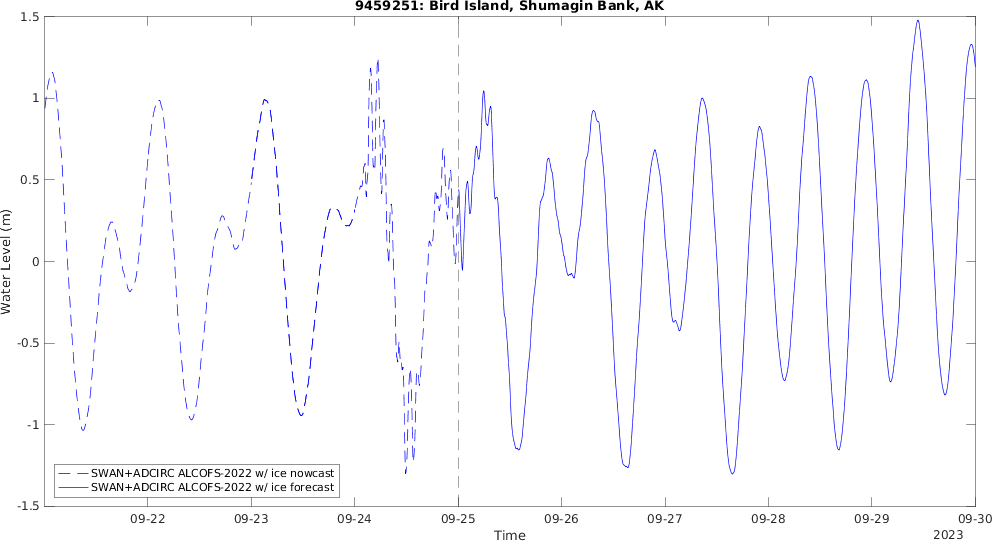 9459251: Bird Island, Shumagin Bank, AK
1.5
1
0.5
0
-0.5
-1
-1.5
Water Level (m)
SWAN+ADCIRC ALCOFS-2022 w/ ice nowcast
SWAN+ADCIRC ALCOFS-2022 w/ ice forecast
09-22 09-23 09-24 09-25 09-26 09-27 09-28 09-29 09-30
Time
2023